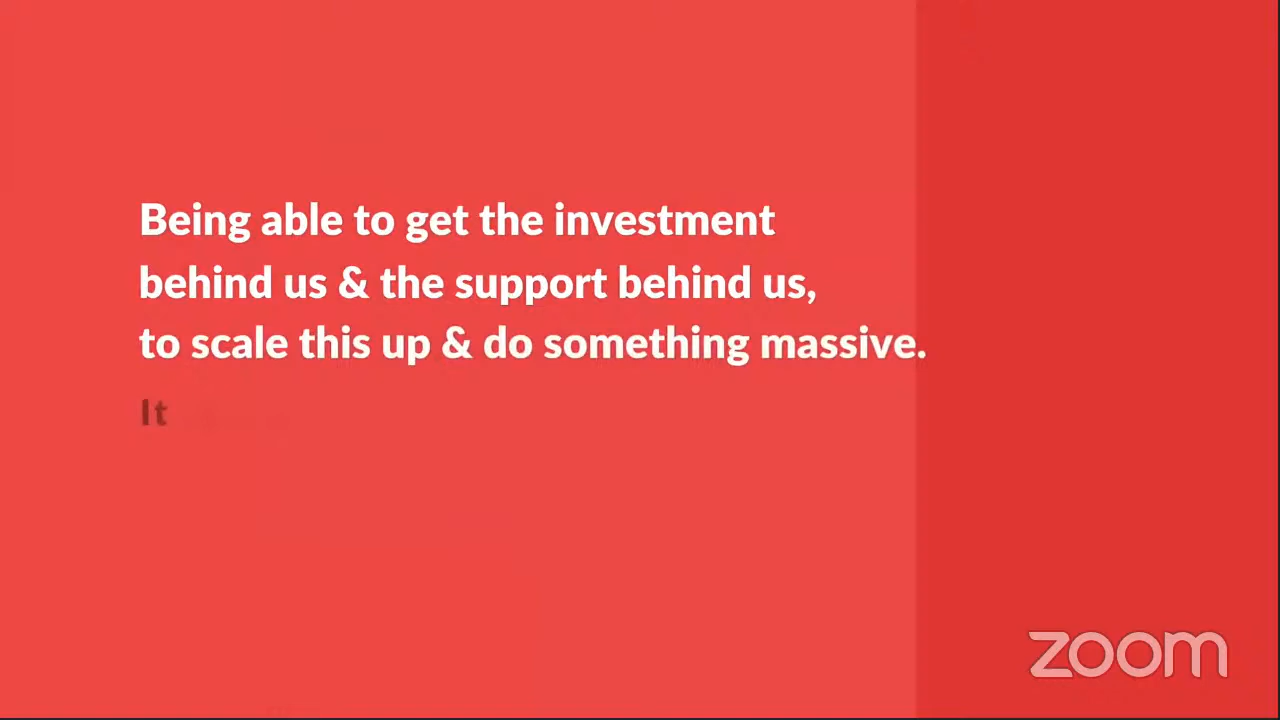 Being able to get the investment
behind us & the support behind us,
to scale this up & do something massive.
It
zoom